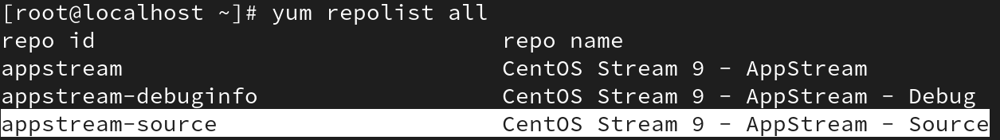 [root@localhost ~]# yum repolist all
repo id repo name
appstream CentOS Stream 9 - AppStream
appstream-debuginfo CentOS Stream 9 - AppStream - Debug
appstream-source CentOS Stream 9 - AppStream - Source